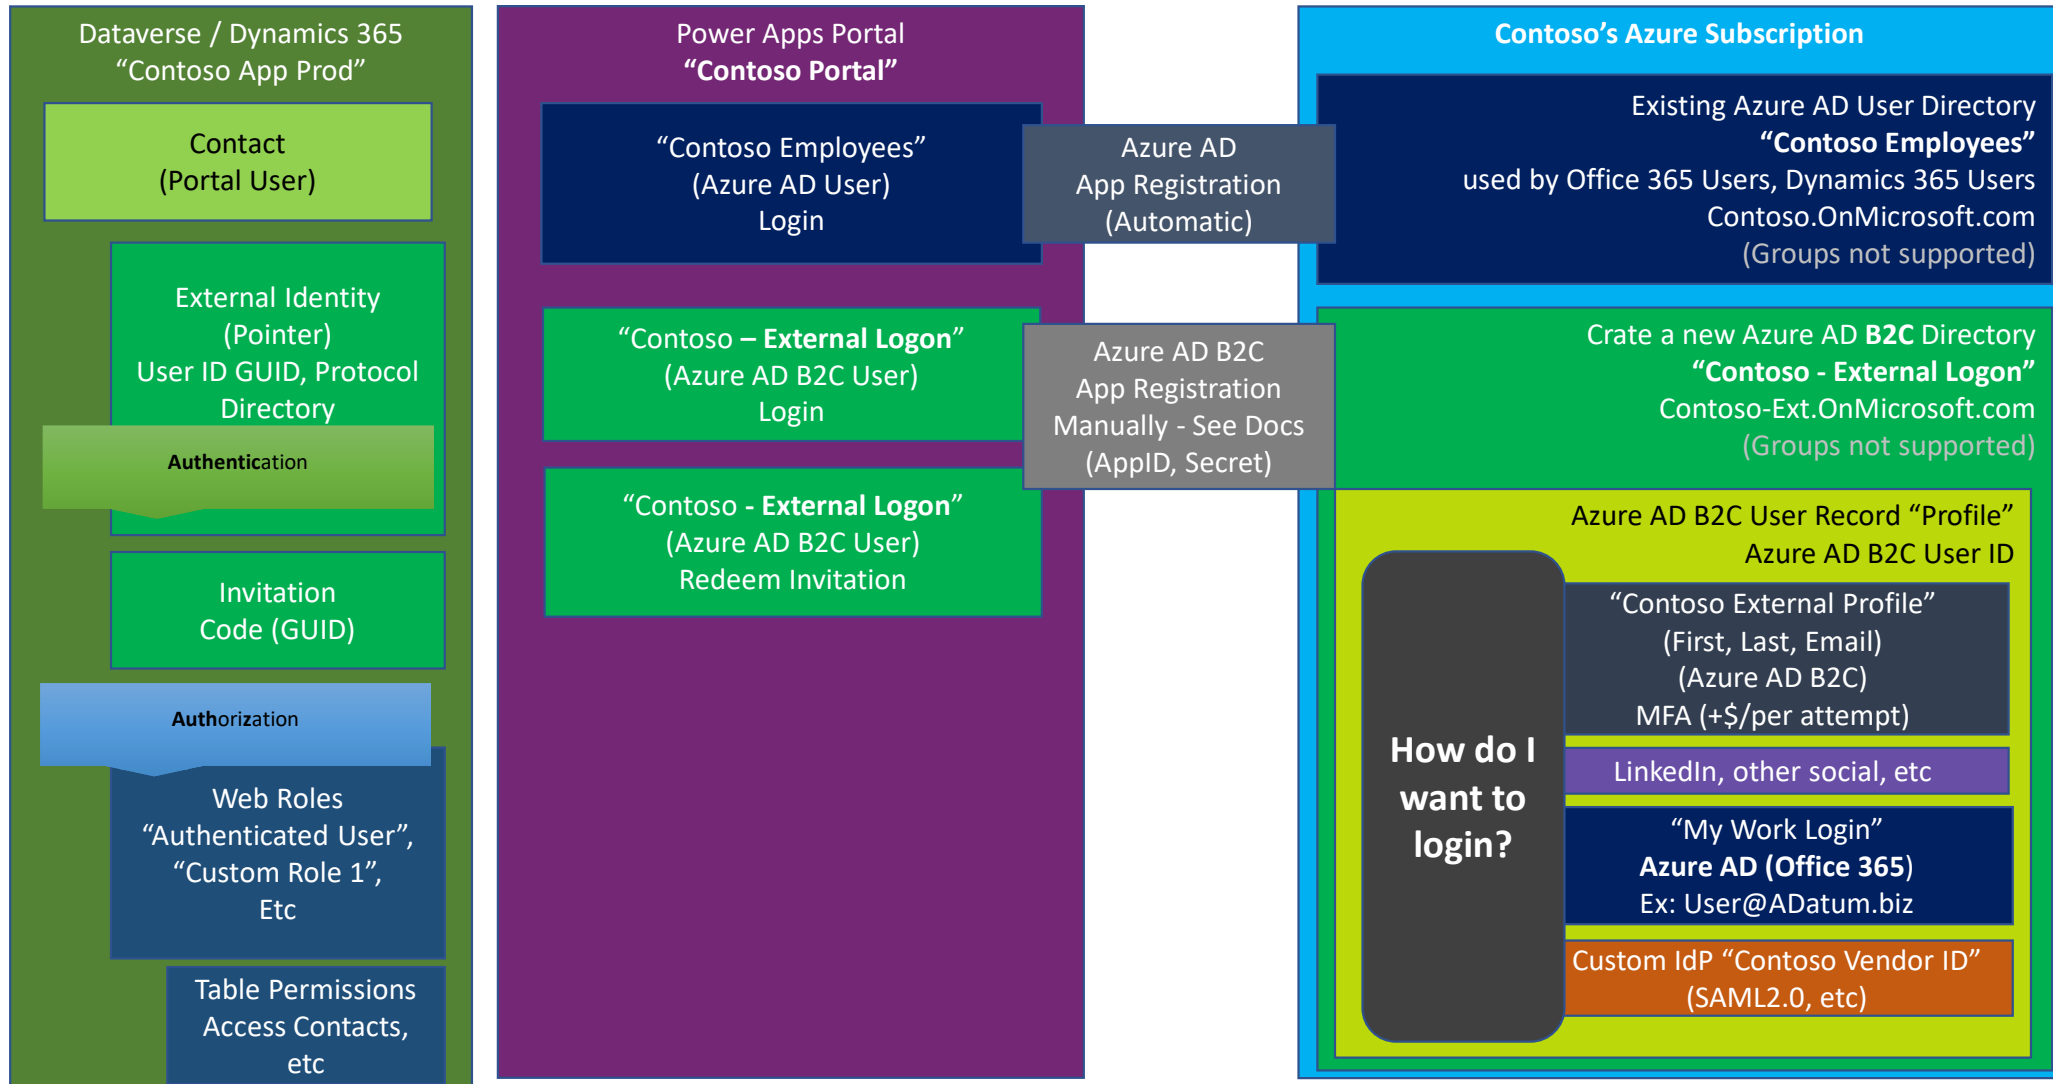 Dataverse / Dynamics 365
“Contoso App Prod”
Contact
(Portal User)
External Identity
(Pointer)
User ID GUID, Protocol
Directory
Authentication
Invitation
Code (GUID)
Authorization
Web Roles
“Authenticated User”,
“Custom Role 1”,
Etc
Table Permissions
Access Contacts,
etc
Power Apps Portal
“Contoso Portal”
“Contoso Employees”
(Azure AD User)
Login
“Contoso – External Logon”
(Azure AD B2C User)
Login
“Contoso - External Logon”
(Azure AD B2C User)
Redeem Invitation
Azure AD
App Registration
(Automatic)
Azure AD B2C
App Registration
Manually - See Docs
(AppID, Secret)
Contoso’s Azure Subscription
Existing Azure AD User Directory
“Contoso Employees”
used by Office 365 Users, Dynamics 365 Users
Contoso.OnMicrosoft.com
(Groups not supported)
Crate a new Azure AD B2C Directory
“Contoso - External Logon”
Contoso-Ext.OnMicrosoft.com
(Groups not supported)
Azure AD B2C User Record “Profile”
Azure AD B2C User ID
How do I
want to
login?
“Contoso External Profile”
(First, Last, Email)
(Azure AD B2C)
MFA (+$/per attempt)
LinkedIn, other social, etc
“My Work Login”
Azure AD (Office 365)
Ex: User@ADatum.biz
Custom IdP “Contoso Vendor ID”
(SAML2.0, etc)